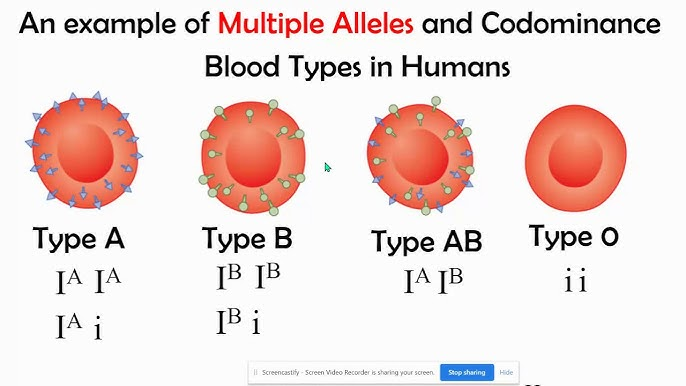 An example of Multiple Alleles and Codominance
Blood Types in Humans
Type A
Type B
Type AB
Type O
Iᴬ Iᴬ
Iᴮ Iᴮ
Iᴬ Iᴮ
i i
Iᴬ i
Iᴮ i
Screencastify - Screen Video Recorder is sharing your screen.
Stop sharing
Hide